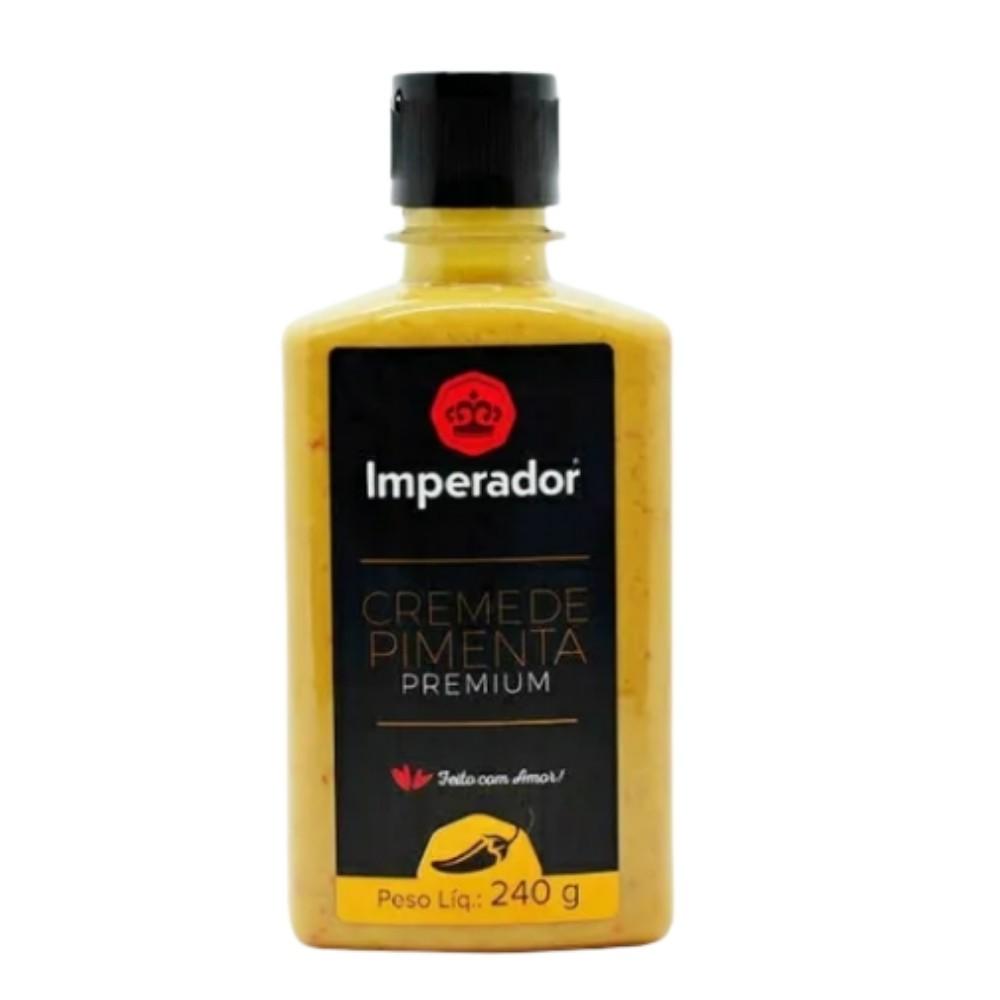 Imperador
CREME DE
PIMENTA
PREMIUM
Feito com Amor!
Peso Líq.: 240 g